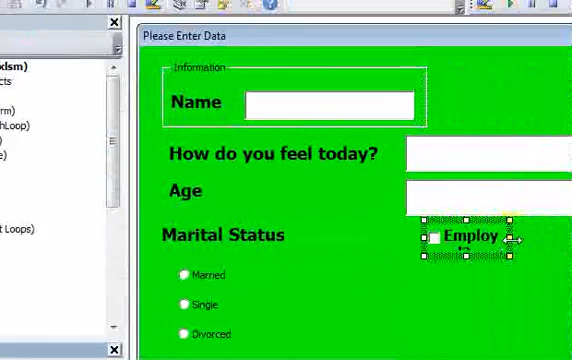 Please Enter Data
xlsm)
cts
Information
Name
rm)
hLoop)
)
e)
How do you feel today?
Age
t Loops)
Marital Status
Employ
Married
Single
Divorced